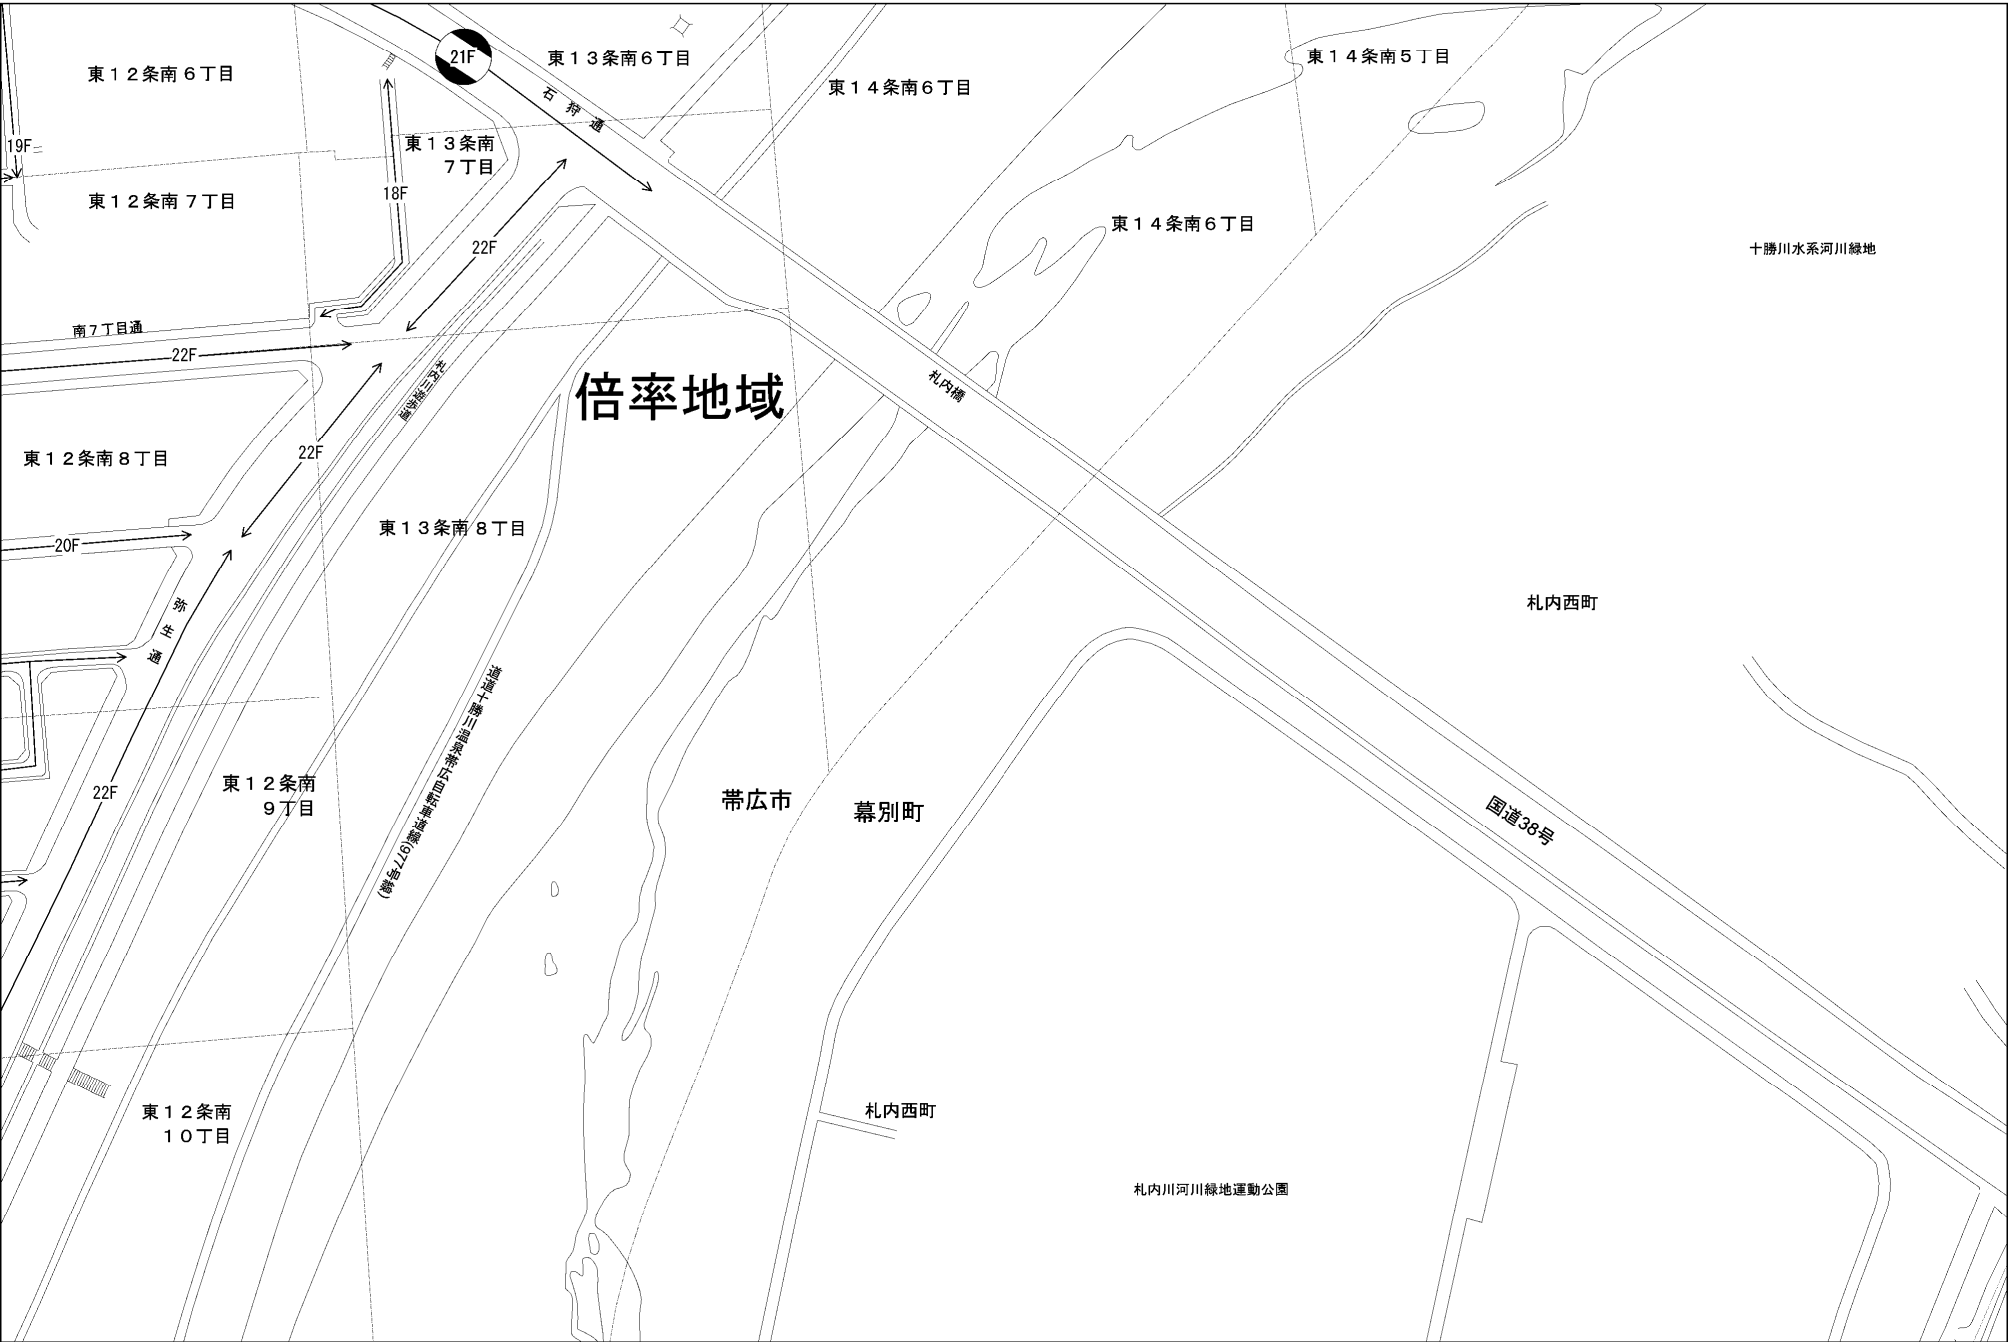 21F
東１３条南６丁目
東１４条南５丁目
東１２条南６丁目
東１４条南６丁目
石狩通
19F
東１３条南
７丁目
18F
東１２条南７丁目
東１４条南６丁目
22F
十勝川水系河川緑地
南７丁目通
22F
倍率地域
札内橋
22F
東１２条南８丁目
東１３条南８丁目
20F
弥生通
札内西町
道道十勝川温泉帯広自転車道線(977号線)
東１２条南
９丁目
22F
帯広市
幕別町
国道38号
東１２条南
１０丁目
札内西町
札内川河川緑地運動公園